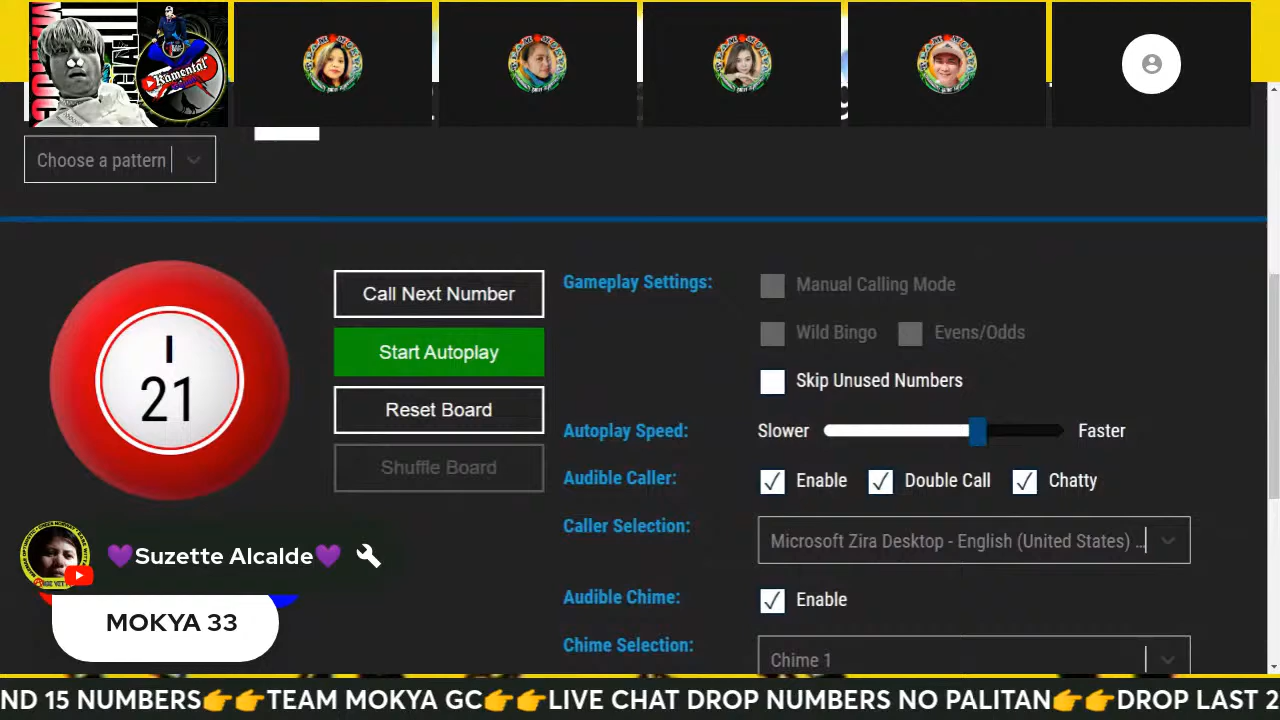 Kamental
Choose a pattern
I
21
Call Next Number
Start Autoplay
Reset Board
Shuffle Board
Gameplay Settings:
Manual Calling Mode
Wild Bingo
Evens/Odds
Skip Unused Numbers
Autoplay Speed:
Slower
Faster
Audible Caller:
Enable
Double Call
Chatty
Caller Selection:
Microsoft Zira Desktop - English (United States) ...
Audible Chime:
Enable
Chime Selection:
Chime 1
💜Suzette Alcalde💜
MOKYA 33
ND 15 NUMBERS👉👉TEAM MOKYA GC👉👉LIVE CHAT DROP NUMBERS NO PALITAN👉👉DROP LAST 2